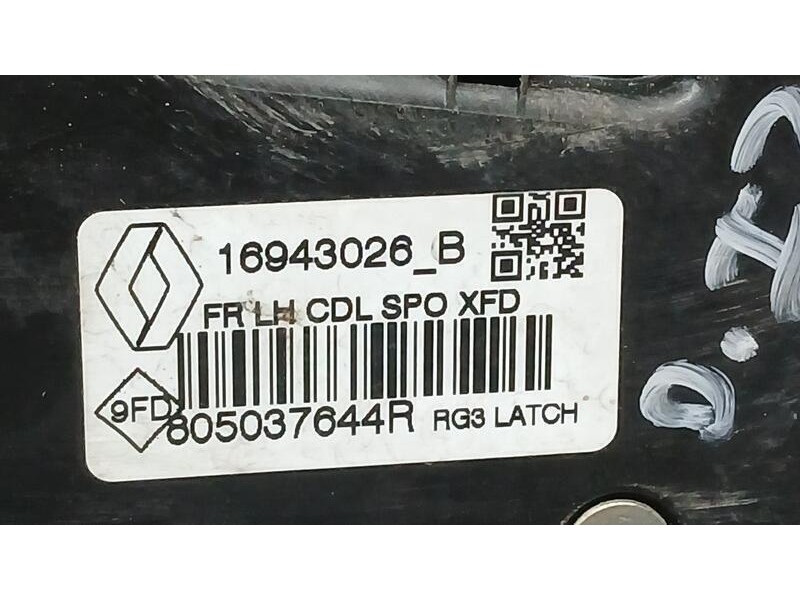 16943026_B
FR LH CDL SPO XFD
9FD
805037644R RG3 LATCH